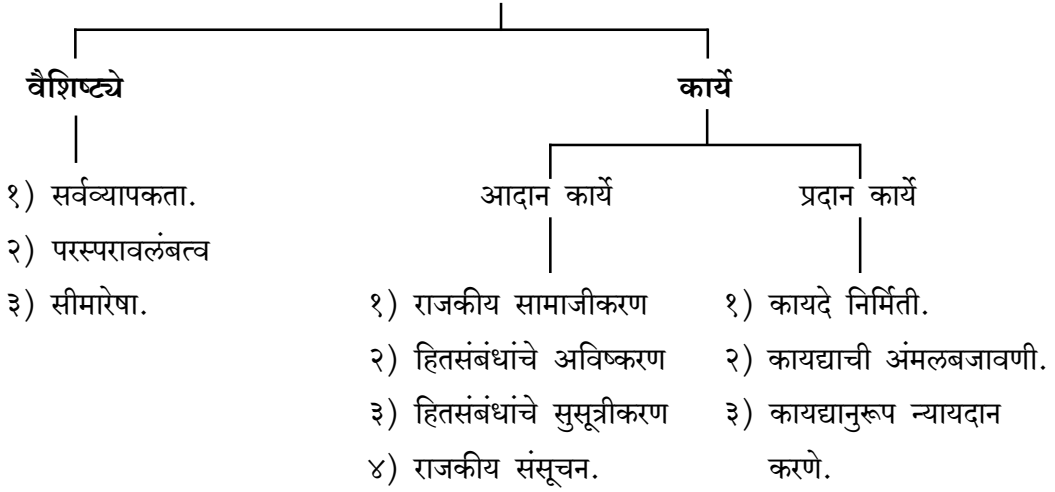 वैशिष्ट्ये
कार्ये
१) सर्वव्यापकता.
२) परस्परावलंबत्व
३) सीमारेषा.
आदान कार्ये
प्रदान कार्ये
१) राजकीय सामाजीकरण
२) हितसंबंधांचे अविष्करण
३) हितसंबंधांचे सुसूत्रीकरण
४) राजकीय संसूचन.
१) कायदे निर्मिती.
२) कायद्याची अंमलबजावणी.
३) कायद्यानुरूप न्यायदान
करणे.